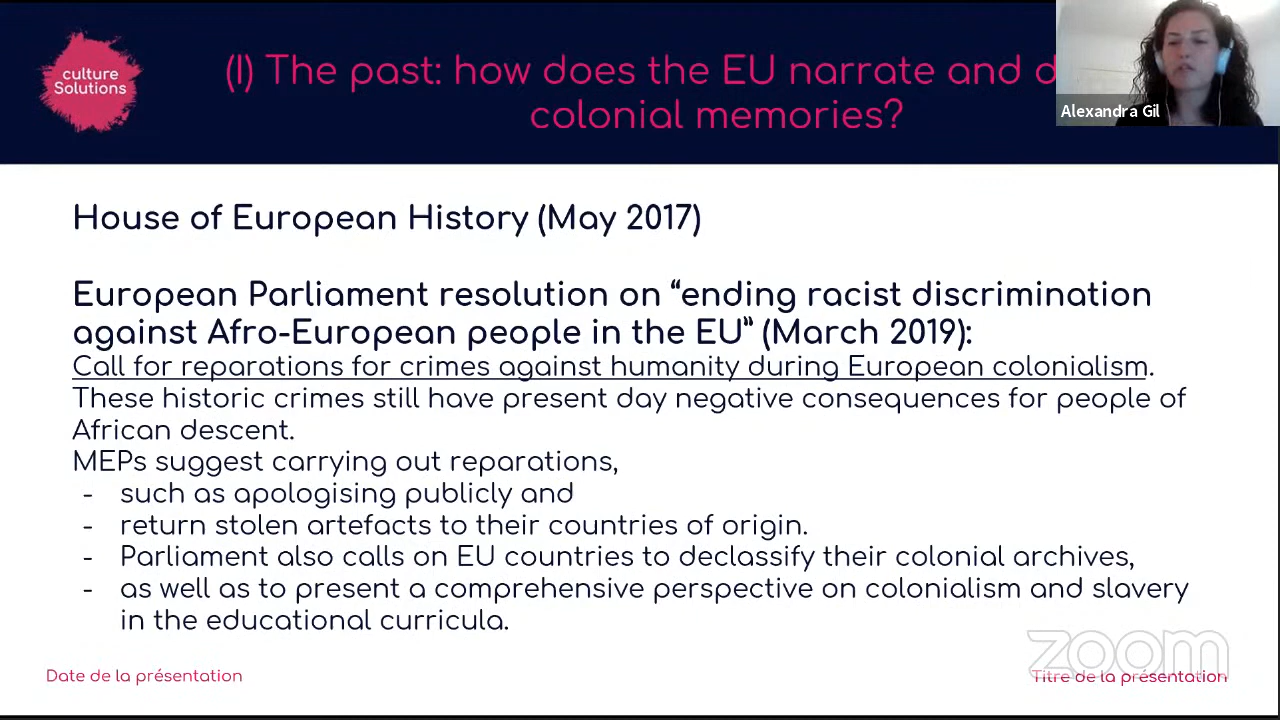 culture
Solutions
(I) The past: how does the EU narrate and d
colonial memories?
Alexandra Gil
House of European History (May 2017)
European Parliament resolution on “ending racist discrimination
against Afro-European people in the EU” (March 2019):
Call for reparations for crimes against humanity during European colonialism.
These historic crimes still have present day negative consequences for people of
African descent.
MEPs suggest carrying out reparations,
- such as apologising publicly and
- return stolen artefacts to their countries of origin.
- Parliament also calls on EU countries to declassify their colonial archives,
- as well as to present a comprehensive perspective on colonialism and slavery
in the educational curricula.
zoom
Date de la présentation
Titre de la présentation